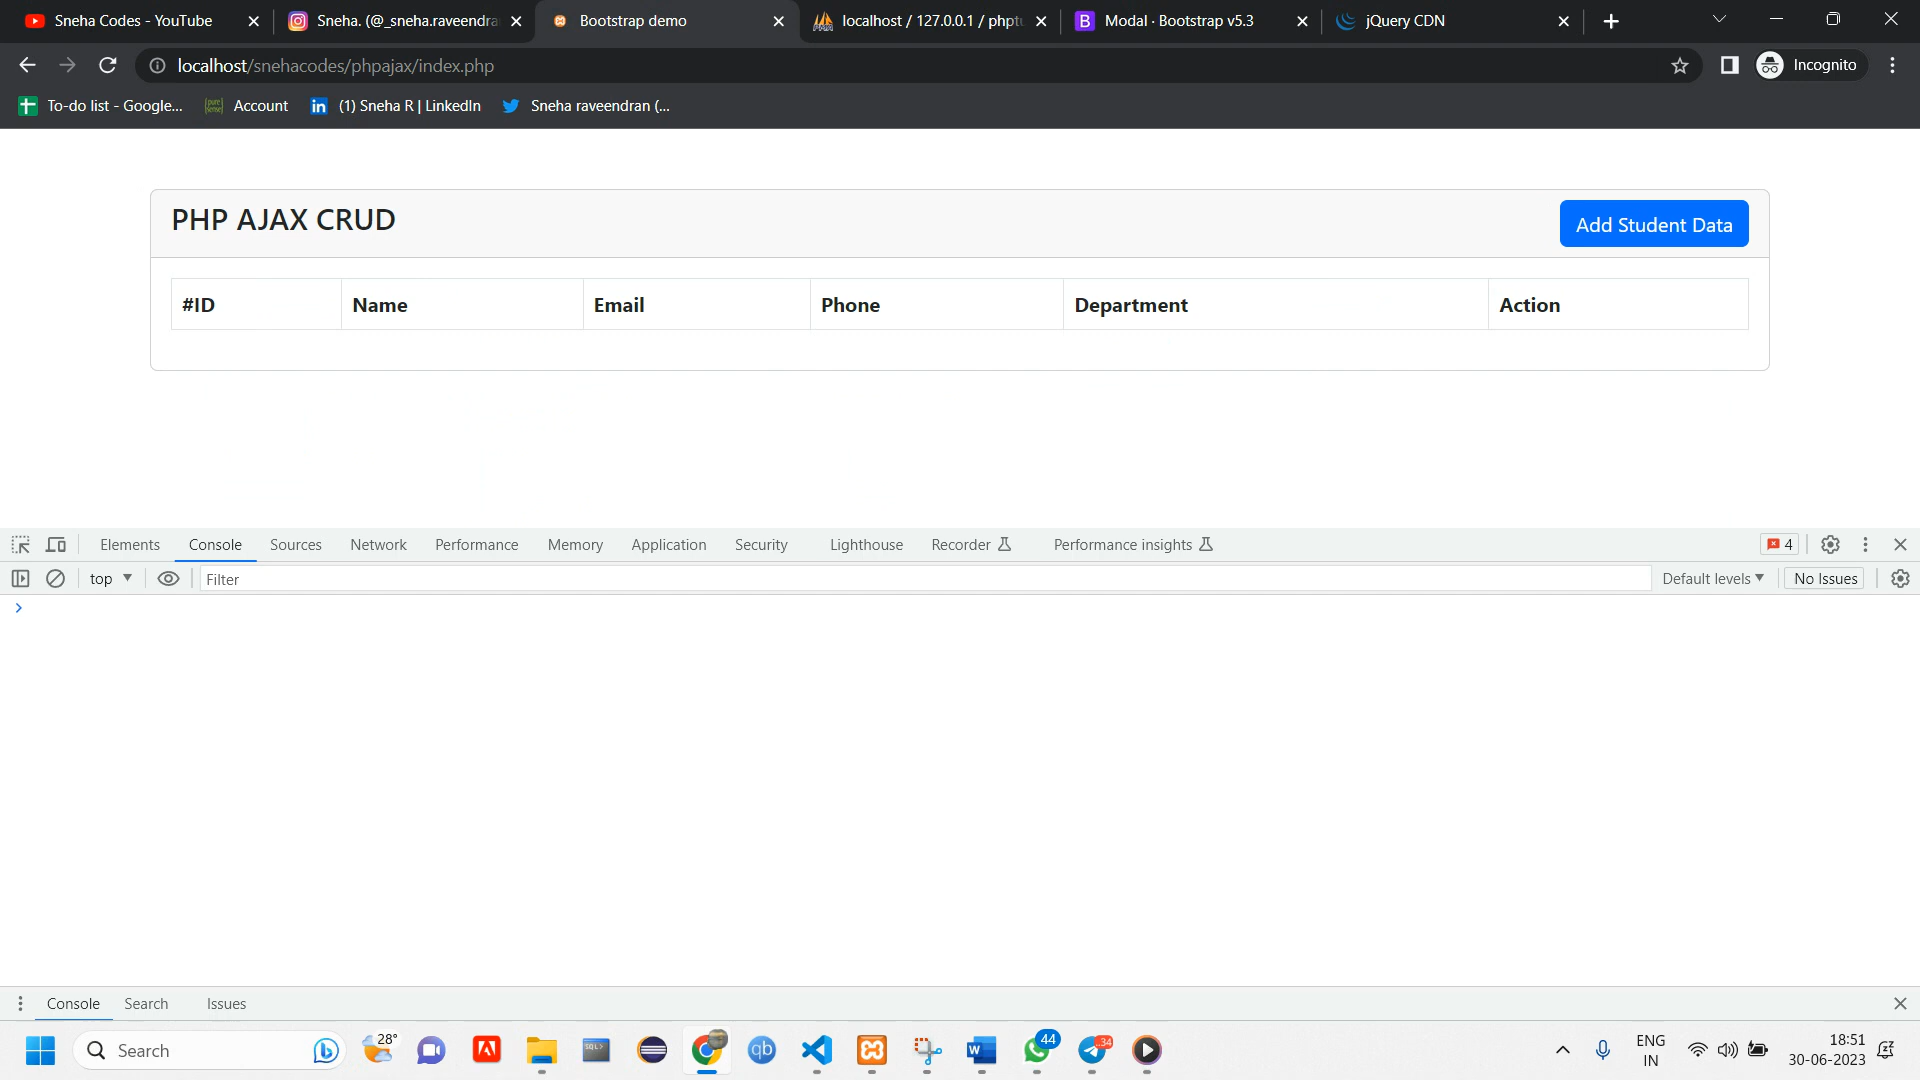 Sneha Codes - YouTube
Sneha. (@_sneha.raveendra
Bootstrap demo
localhost / 127.0.0.1 / phptu
Modal · Bootstrap v5.3
jQuery CDN
localhost/snehacodes/phpajax/index.php
Incognito
To-do list - Google...
Account
(1) Sneha R | LinkedIn
Sneha raveendran (...
PHP AJAX CRUD
Add Student Data
#ID
Name
Email
Phone
Department
Action
Elements
Console
Sources
Network
Performance
Memory
Application
Security
Lighthouse
Recorder
Performance insights
4
top
Filter
Default levels
No Issues
Console
Search
Issues
Search
28°
SQL>
qb
W
44
..34
ENG
IN
18:51
30-06-2023